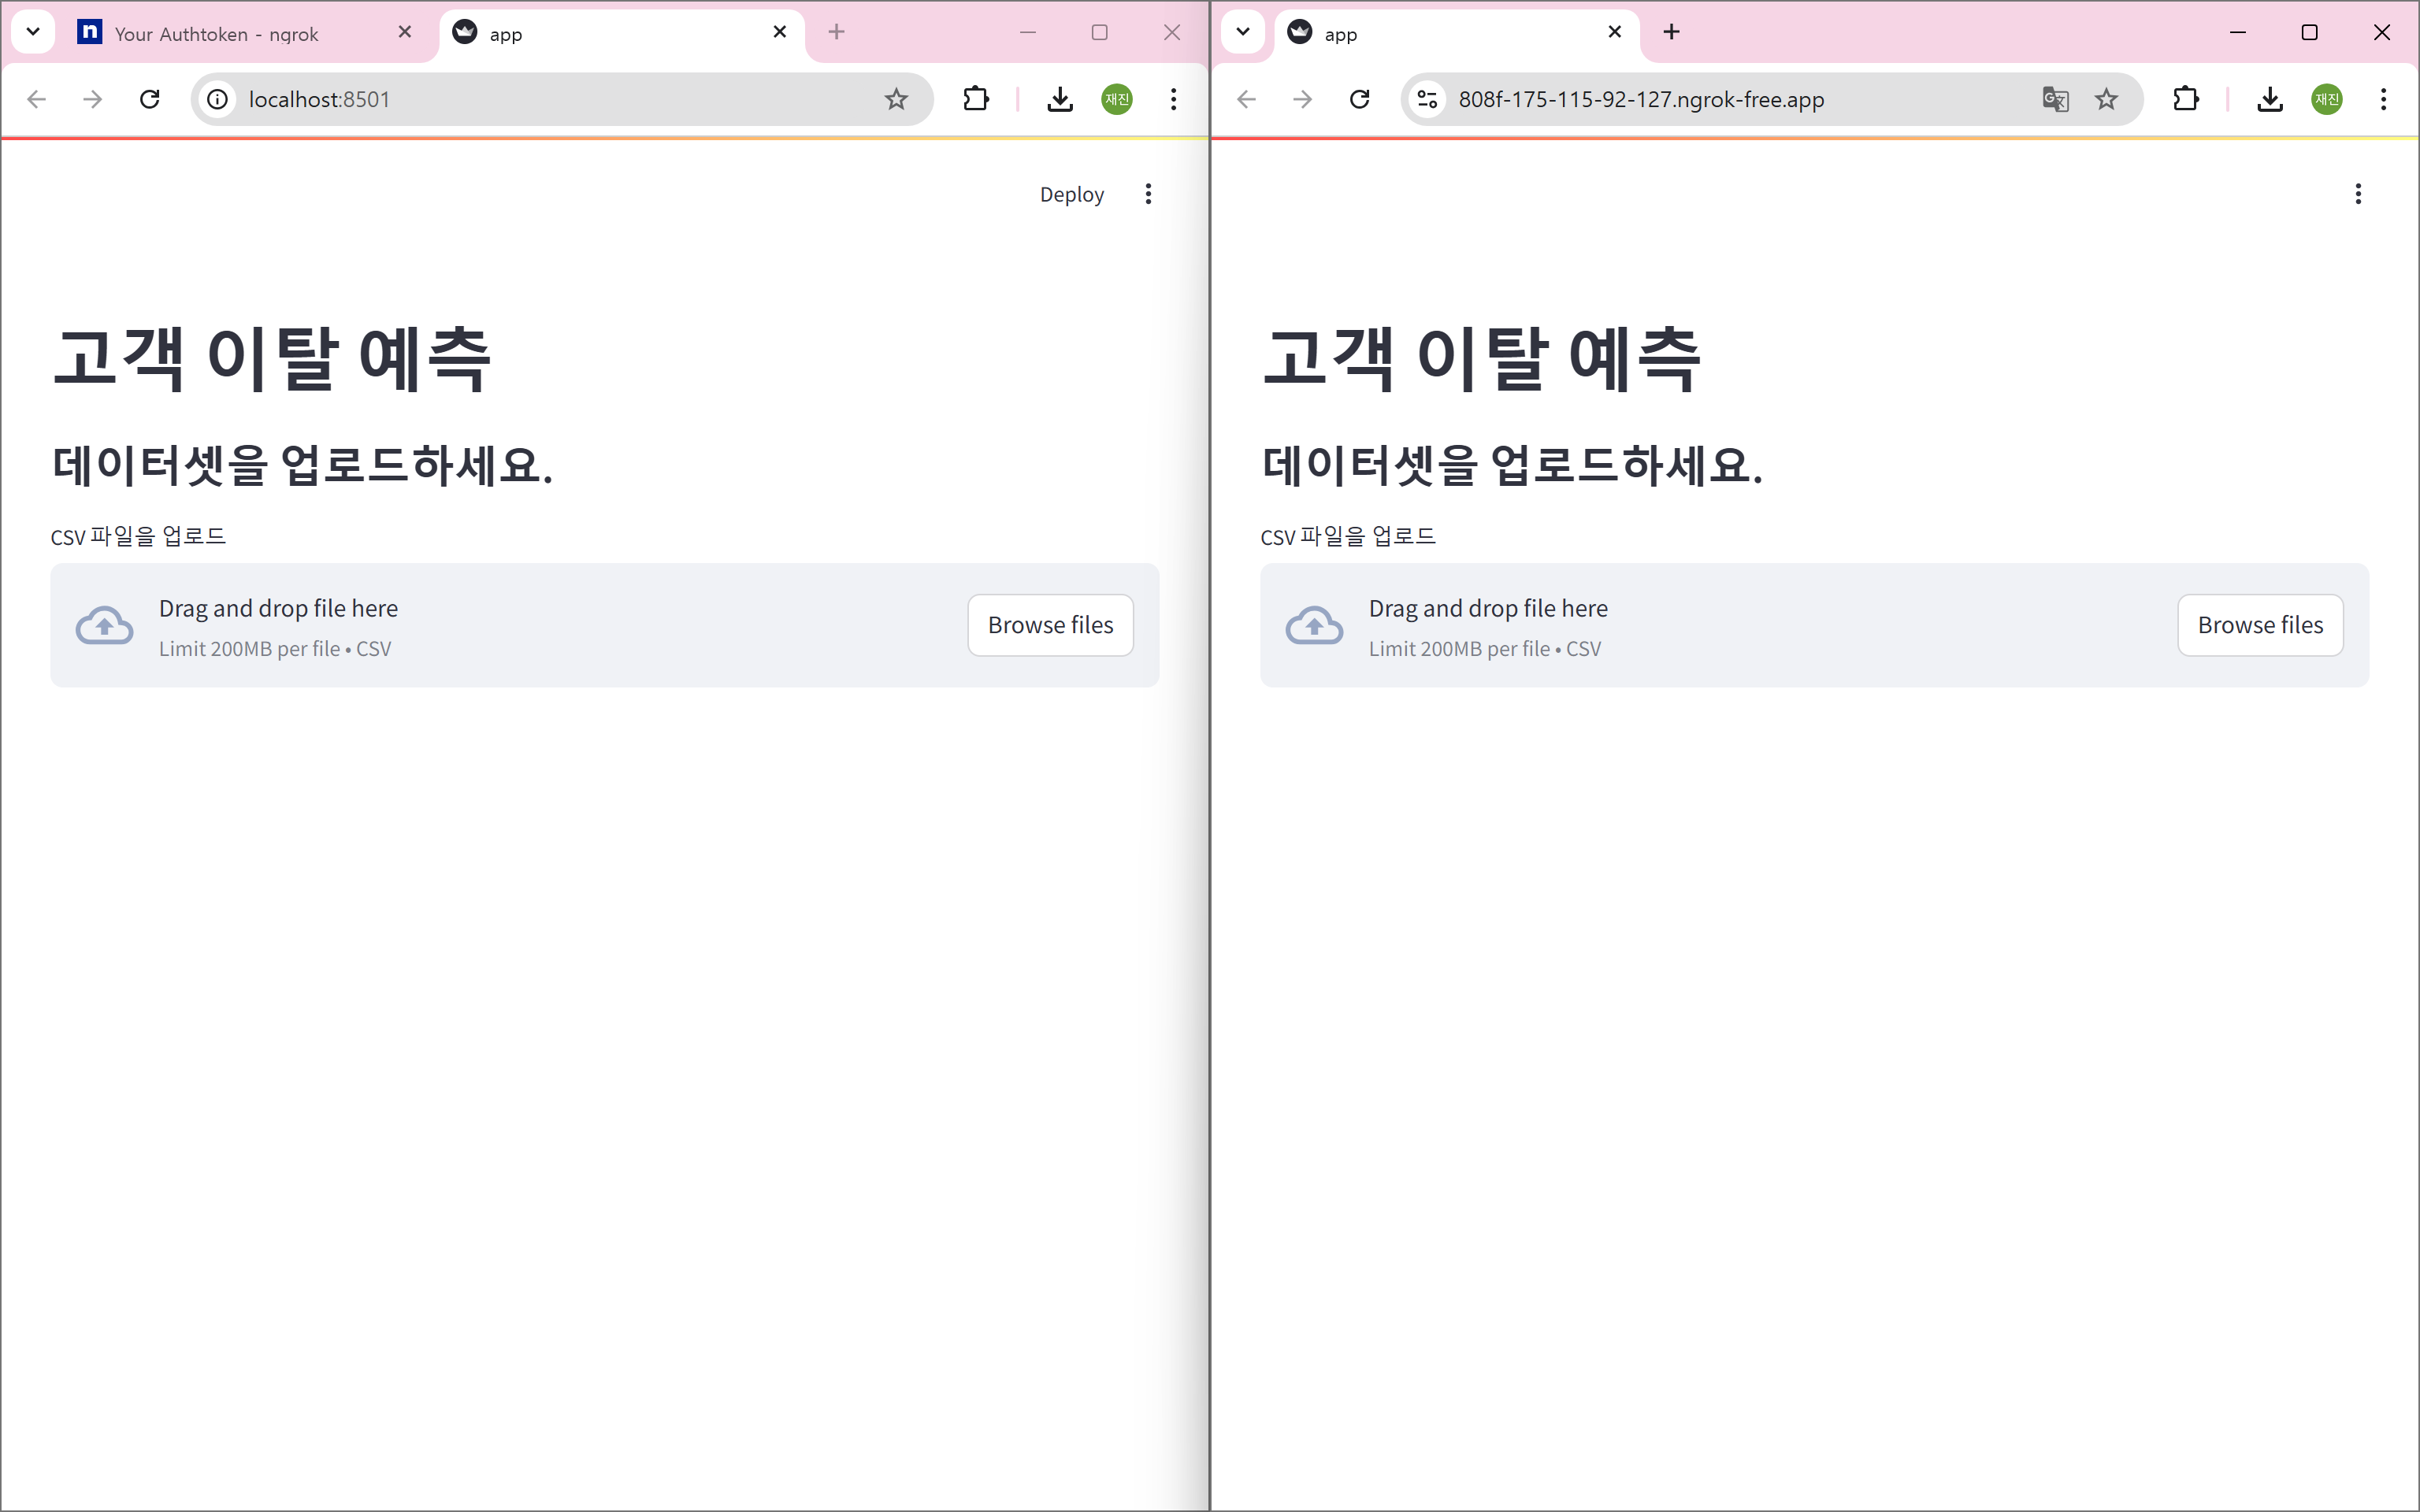 n Your Authtoken - ngrok
app
localhost:8501
재진
Deploy
고객 이탈 예측
데이터셋을 업로드하세요.
CSV 파일을 업로드
Drag and drop file here
Limit 200MB per file • CSV
Browse files
app
808f-175-115-92-127.ngrok-free.app
재진
고객 이탈 예측
데이터셋을 업로드하세요.
CSV 파일을 업로드
Drag and drop file here
Limit 200MB per file • CSV
Browse files